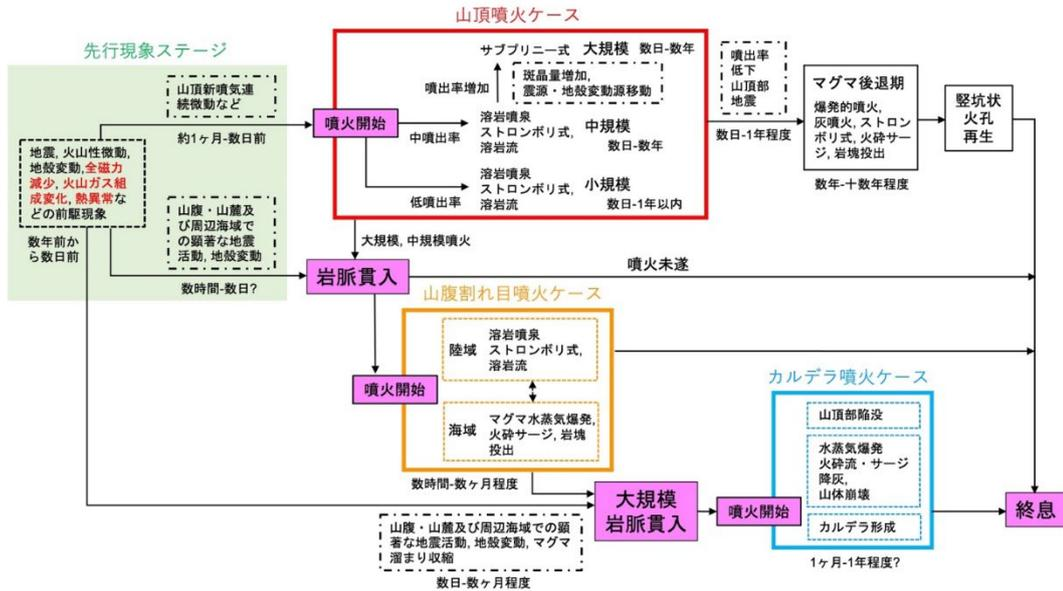 山頂噴火ケース
先行現象ステージ
山頂新噴気連
続微動など
約1ヶ月-数日前
地震, 火山性微動,
地殻変動,全磁力
減少, 火山ガス組
成変化, 熱異常な
どの前駆現象
数年前か
ら数日前
山腹・山麓及
び周辺海域で
の顕著な地震
活動, 地殻変動
数時間-数日?
噴火開始
サブプリニー式 大規模 数日-数年
噴出率増加
斑晶量増加,
震源・地殻変動源移動
中噴出率
溶岩噴泉
ストロンボリ式,
溶岩流
中規模
数日-数年
低噴出率
溶岩噴泉
ストロンボリ式,
溶岩流
小規模
数日-1年以内
噴出率
低下
山頂部
地震
数日-1年程度
マグマ後退期
爆発的噴火,
灰噴火, ストロン
ボリ式, 火砕サー
ジ, 岩塊投出
数年-十数年程度
竪坑状
火孔
再生
大規模, 中規模噴火
岩脈貫入
噴火未遂
山腹割れ目噴火ケース
噴火開始
陸域
溶岩噴泉
ストロンボリ式,
溶岩流
海域
マグマ水蒸気爆発,
火砕サージ, 岩塊
投出
数時間-数ヶ月程度
大規模
岩脈貫入
山腹・山麓及び周辺海域での顕
著な地震活動, 地殻変動, マグマ
溜まり収縮
数日-数ヶ月程度
噴火開始
カルデラ噴火ケース
山頂部陥没
水蒸気爆発
火砕流・サージ
降灰,
山体崩壊
カルデラ形成
1ヶ月-1年程度?
終息